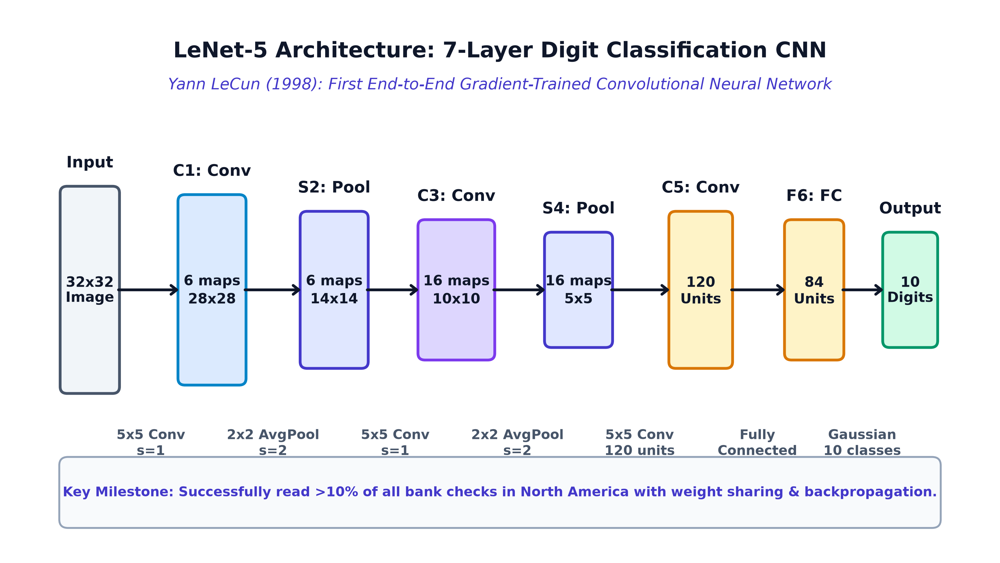 LeNet-5 Architecture: 7-Layer Digit Classification CNN
Yann LeCun (1998): First End-to-End Gradient-Trained Convolutional Neural Network
Input
32x32
Image
C1: Conv
6 maps
28x28
S2: Pool
6 maps
14x14
C3: Conv
16 maps
10x10
S4: Pool
16 maps
5x5
C5: Conv
120
Units
F6: FC
84
Units
Output
10
Digits
5x5 Conv
s=1
2x2 AvgPool
s=2
5x5 Conv
s=1
2x2 AvgPool
s=2
5x5 Conv
120 units
Fully
Connected
Gaussian
10 classes
Key Milestone: Successfully read >10% of all bank checks in North America with weight sharing & backpropagation.